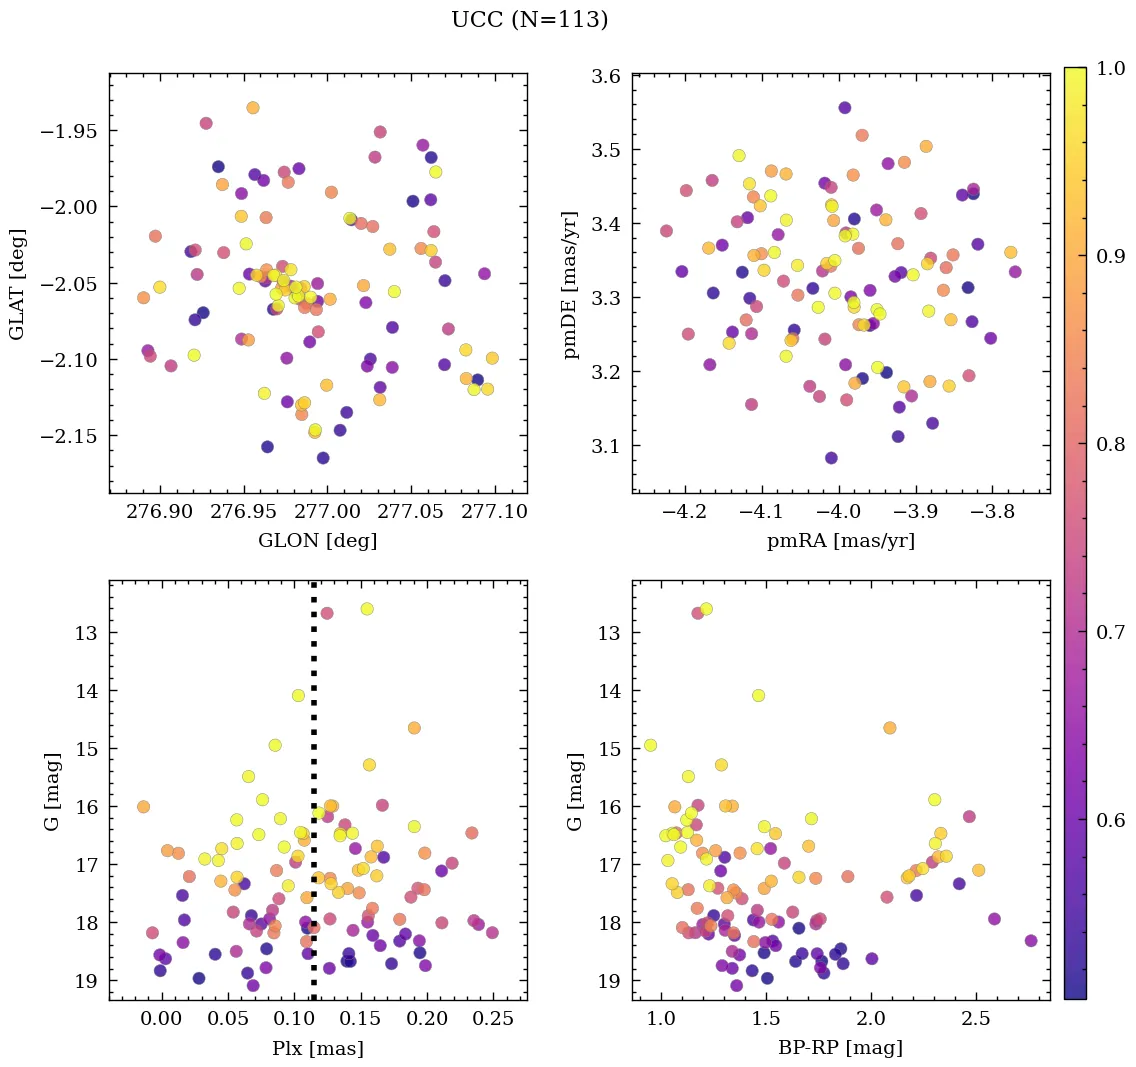 UCC (N=113)
−1.95
−2.00
−2.05
−2.10
−2.15
GLAT [deg]
276.90 276.95 277.00 277.05 277.10
GLON [deg]
3.6
3.5
3.4
3.3
3.2
3.1
pmDE [mas/yr]
−4.2 −4.1 −4.0 −3.9 −3.8
pmRA [mas/yr]
13
14
15
16
17
18
19
G [mag]
0.00 0.05 0.10 0.15 0.20 0.25
Plx [mas]
13
14
15
16
17
18
19
G [mag]
1.0 1.5 2.0 2.5
BP-RP [mag]
1.0
0.9
0.8
0.7
0.6